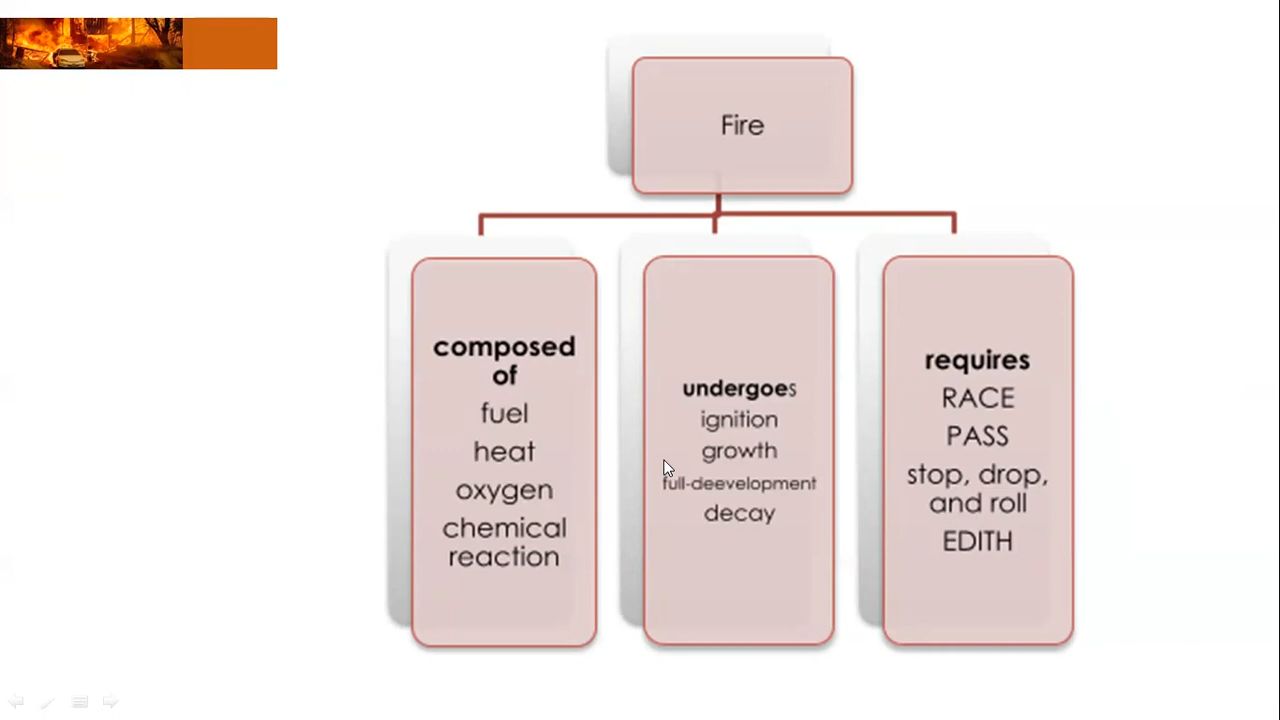 Fire
composed
of
fuel
heat
oxygen
chemical
reaction
undergoes
ignition
growth
full-deevelopment
decay
requires
RACE
PASS
stop, drop,
and roll
EDITH